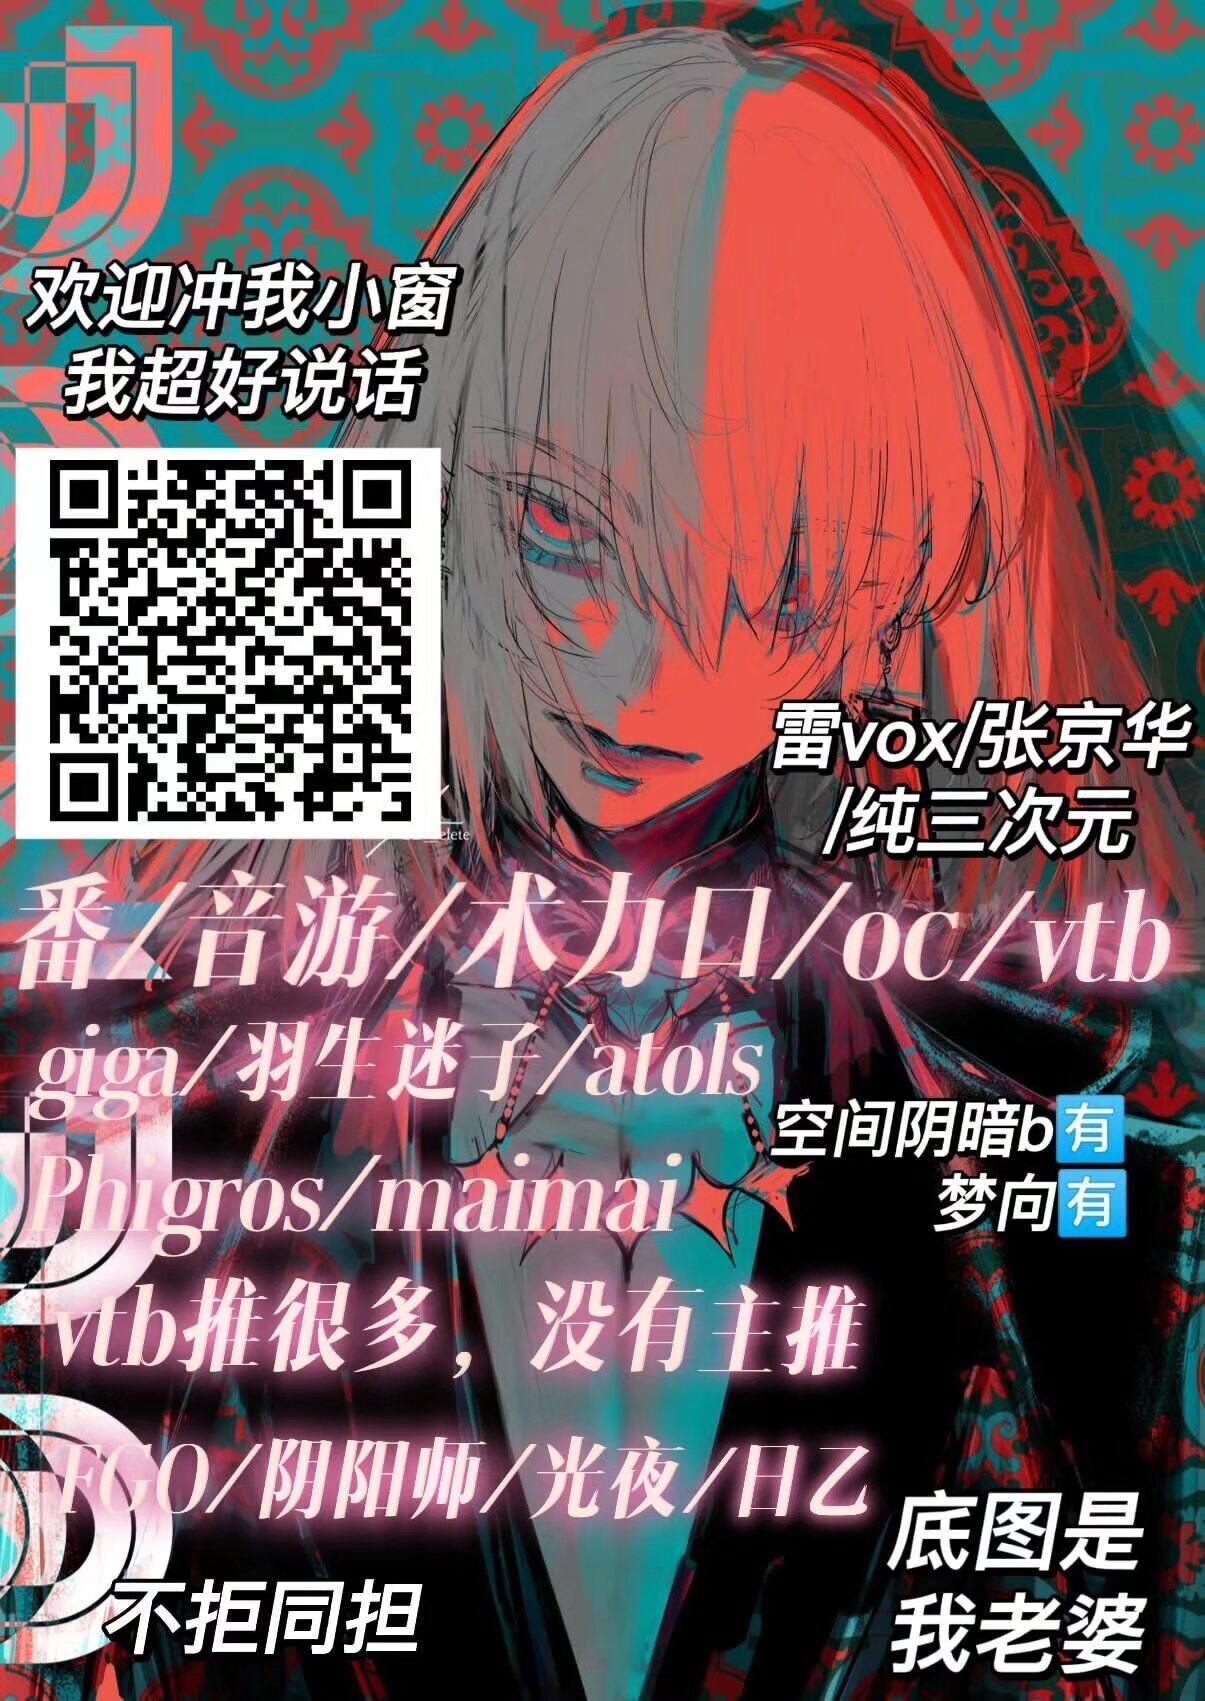 欢迎冲我小窗
我超好说话
雷vox/张京华
/纯三次元
番/音游/术力口/oc/vtb
giga/羽生迷子/atols
空间阴暗b有
Phigros/maimai
梦向有
vtb推很多，没有主推
FGO/阴阳师/光夜/日乙
底图是
我老婆
不拒同担